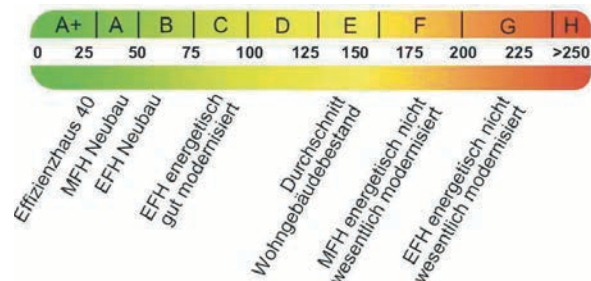 A+ A B C D E F G H
0 25 50 75 100 125 150 175 200 225 >250
Effizienzhaus 40
MFH Neubau
EFH Neubau
EFH energetisch
gut modernisiert
Durchschnitt
Wohngebäudebestand
MFH energetisch nicht
wesentlich modernisiert
EFH energetisch nicht
wesentlich modernisiert